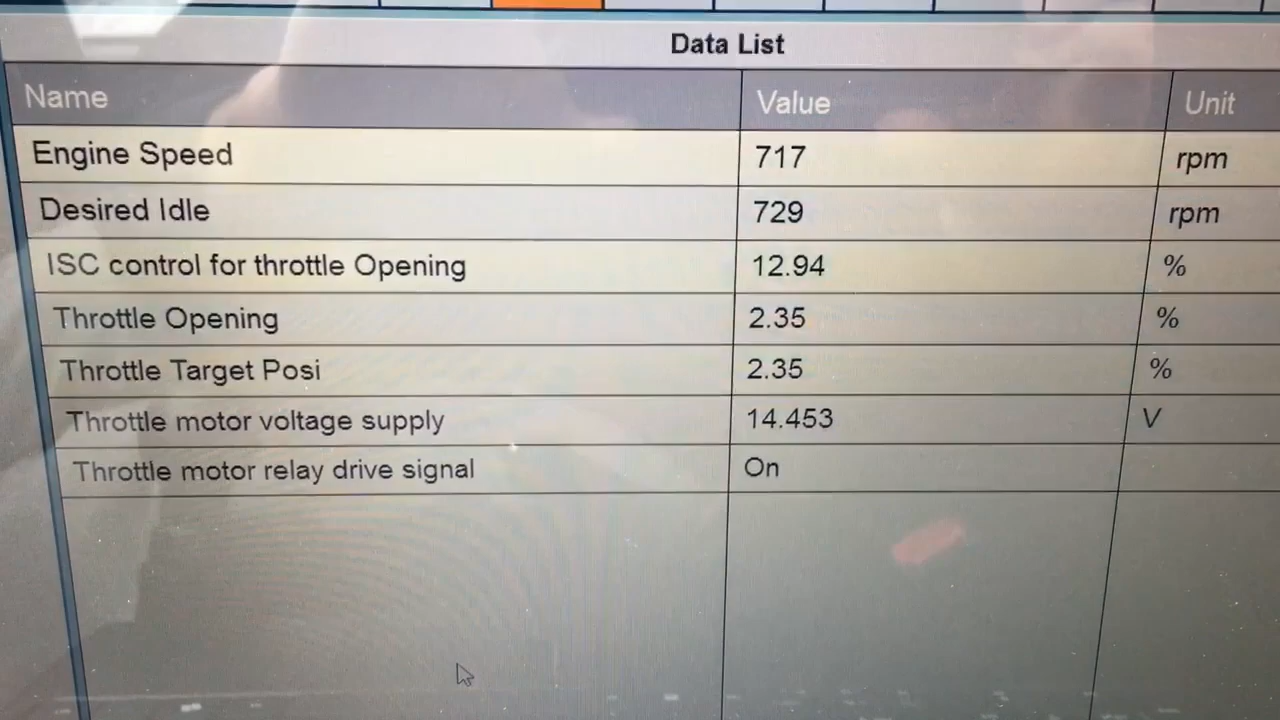 Data List
Name Value Unit
Engine Speed 717 rpm
Desired Idle 729 rpm
ISC control for throttle Opening 12.94 %
Throttle Opening 2.35 %
Throttle Target Posi 2.35 %
Throttle motor voltage supply 14.453 V
Throttle motor relay drive signal On